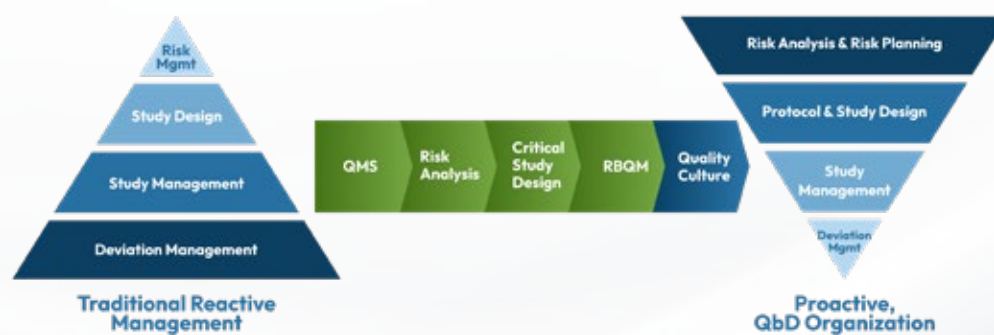 Risk
Mgmt
Study Design
Study Management
Deviation Management
Traditional Reactive
Management
QMS
Risk
Analysis
Critical
Study
Design
RBQM
Quality
Culture
Risk Analysis & Risk Planning
Protocol & Study Design
Study
Management
Deviation
Mgmt
Proactive,
QbD Organization